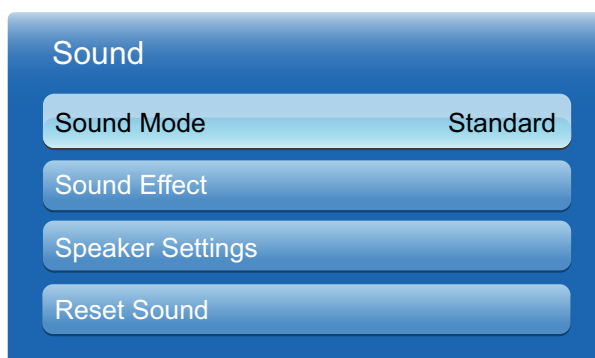 Sound
Sound Mode Standard
Sound Effect
Speaker Settings
Reset Sound